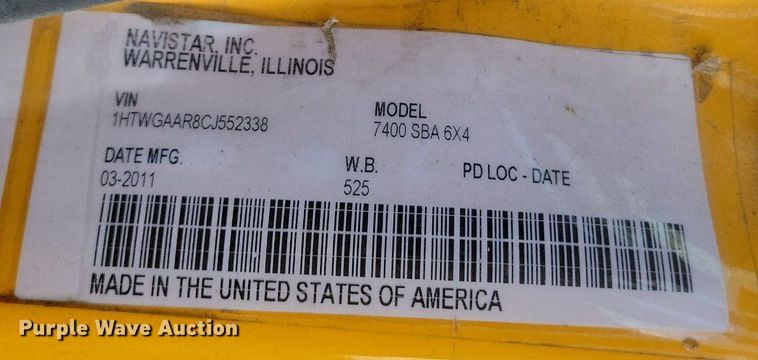 NAVISTAR, INC.
WARRENVILLE, ILLINOIS
VIN
1HTWGAAR8CJ552338
MODEL
7400 SBA 6X4
DATE MFG.
03-2011
W.B.
525
PD LOC - DATE
MADE IN THE UNITED STATES OF AMERICA
Purple Wave Auction